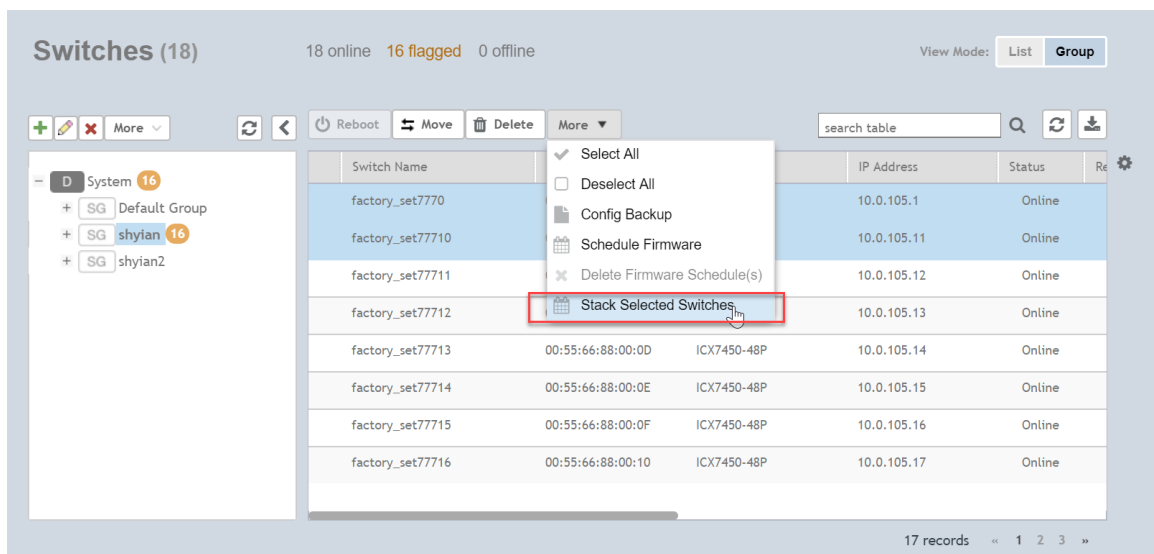 Switches (18) 18 online 16 flagged 0 offline View Mode: List Group
More Reboot Move Delete More search table
Switch Name IP Address Status Re
D System 16
SG Default Group
SG shyian 16
SG shyian2
Select All
Deselect All
Config Backup
Schedule Firmware
Delete Firmware Schedule(s)
Stack Selected Switches
factory_set7770 10.0.105.1 Online
factory_set77710 10.0.105.11 Online
factory_set77711 10.0.105.12 Online
factory_set77712 10.0.105.13 Online
factory_set77713 00:55:66:88:00:0D ICX7450-48P 10.0.105.14 Online
factory_set77714 00:55:66:88:00:0E ICX7450-48P 10.0.105.15 Online
factory_set77715 00:55:66:88:00:0F ICX7450-48P 10.0.105.16 Online
factory_set77716 00:55:66:88:00:10 ICX7450-48P 10.0.105.17 Online
17 records « 1 2 3 »